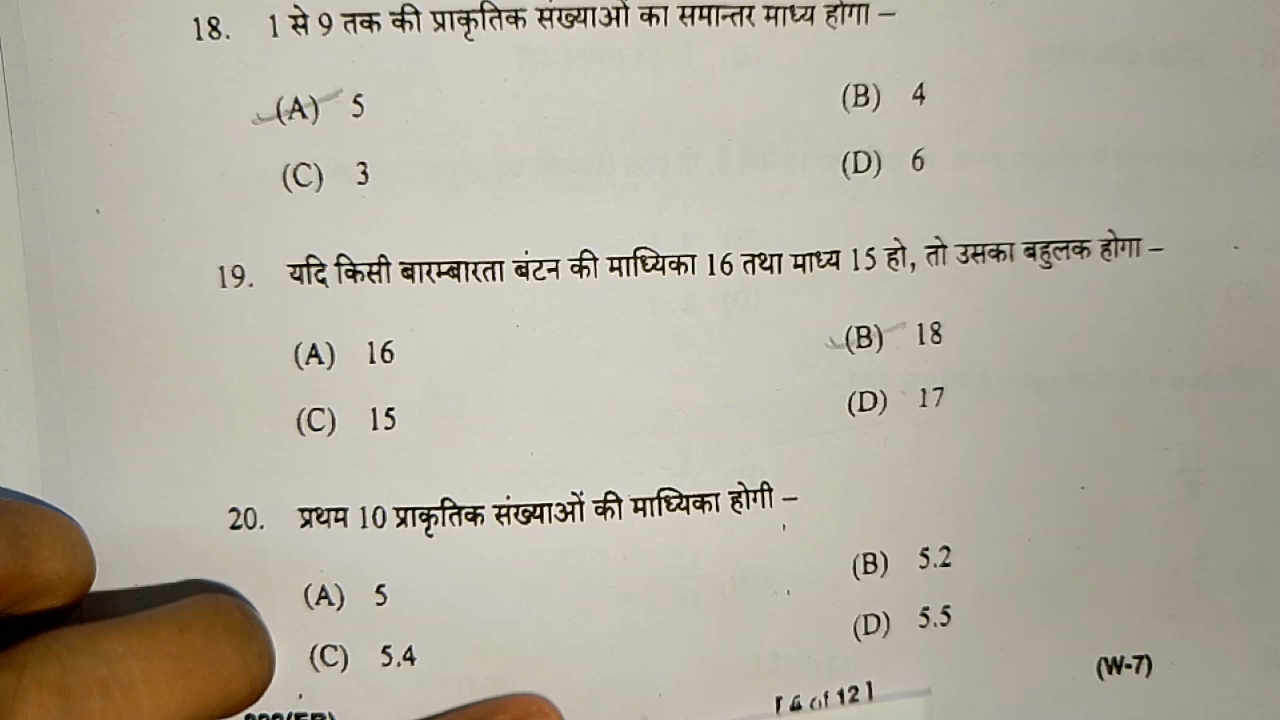 18. 1 से 9 तक की प्राकृतिक संख्याओं का समान्तर माध्य होगा –
(A) 5 (B) 4
(C) 3 (D) 6
19. यदि किसी बारम्बारता बंटन की माध्यिका 16 तथा माध्य 15 हो, तो उसका बहुलक होगा –
(A) 16 (B) 18
(C) 15 (D) 17
20. प्रथम 10 प्राकृतिक संख्याओं की माध्यिका होगी –
(A) 5 (B) 5.2
(C) 5.4 (D) 5.5
(W-7)
of 12]